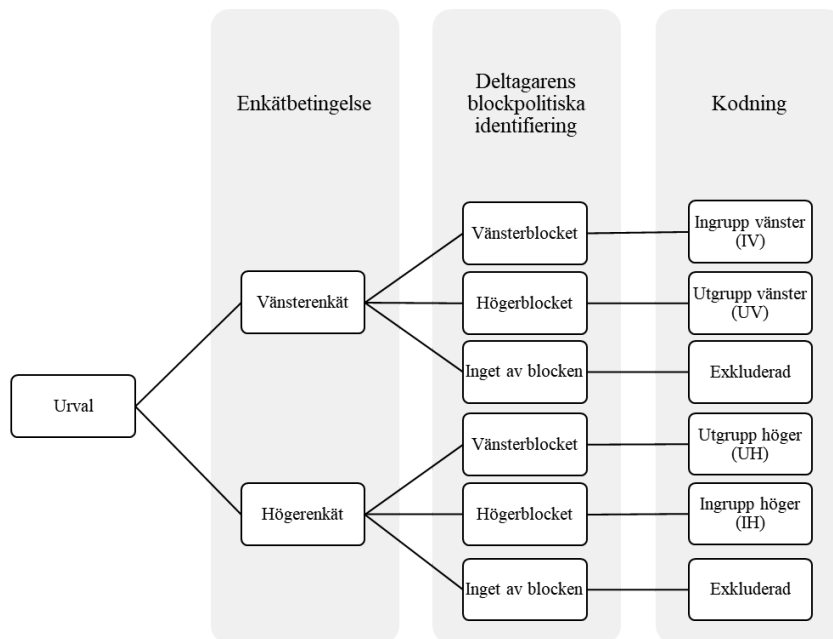 Enkätbetingelse
Deltagarens
blockpolitiska
identifiering
Kodning
Urval
Vänsterenkät
Vänsterblocket
Ingrupp vänster
(IV)
Högerblocket
Utgrupp vänster
(UV)
Inget av blocken
Exkluderad
Högerenkät
Vänsterblocket
Utgrupp höger
(UH)
Högerblocket
Ingrupp höger
(IH)
Inget av blocken
Exkluderad